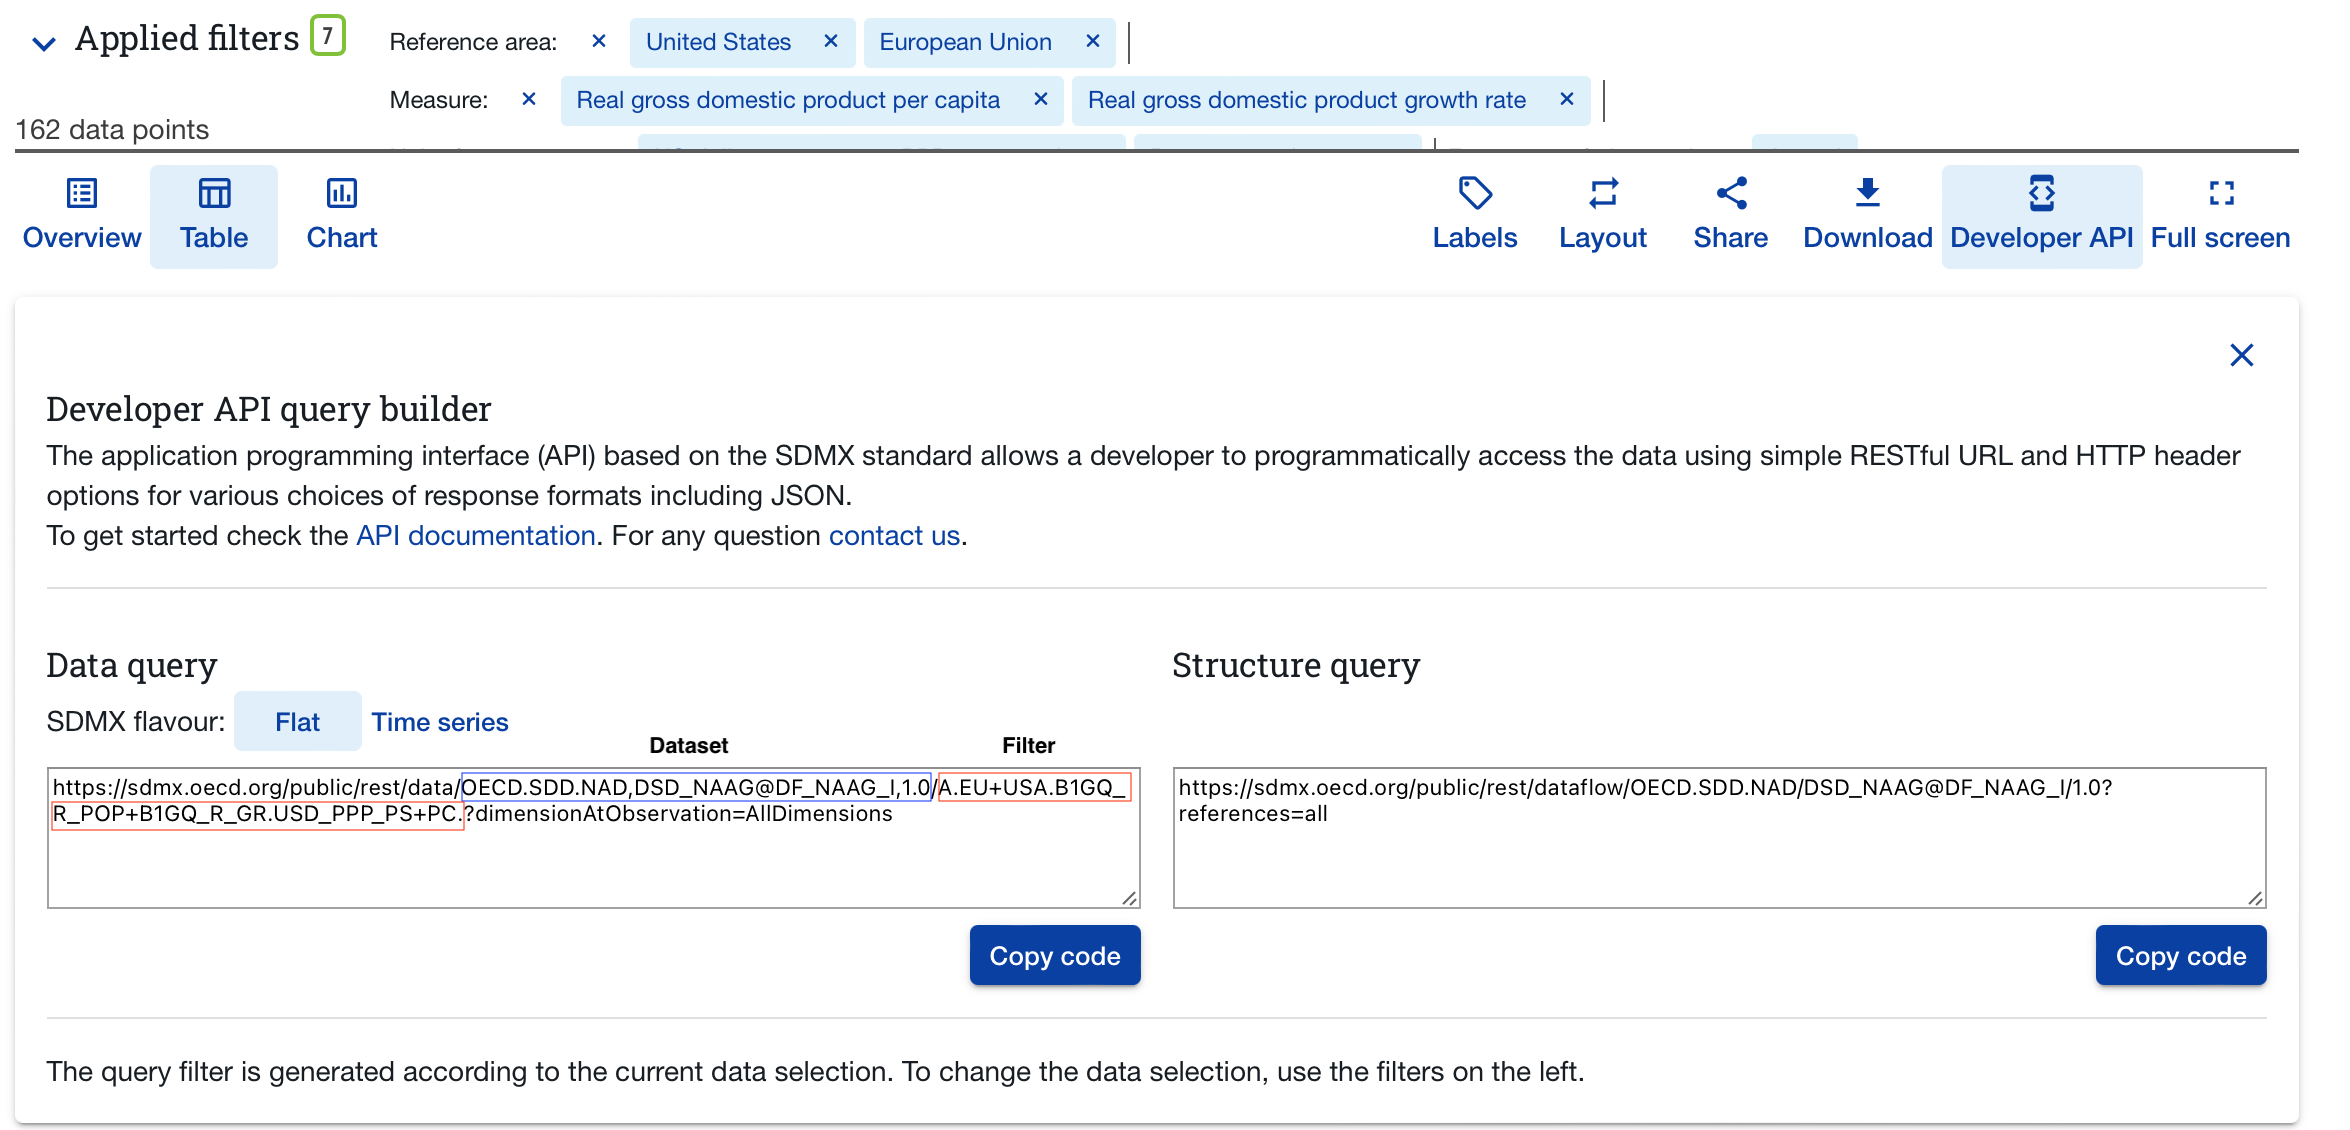 Applied filters 7
Reference area: × United States × European Union ×
Measure: × Real gross domestic product per capita × Real gross domestic product growth rate ×
162 data points
Overview Table Chart Labels Layout Share Download Developer API Full screen
Developer API query builder
The application programming interface (API) based on the SDMX standard allows a developer to programmatically access the data using simple RESTful URL and HTTP header
options for various choices of response formats including JSON.
To get started check the API documentation. For any question contact us.
Data query
SDMX flavour: Flat Time series
Dataset Filter
https://sdmx.oecd.org/public/rest/data/OECD.SDD.NAD,DSD_NAAG@DF_NAAG_I,1.0/A.EU+USA.B1GQ_
R_POP+B1GQ_R_GR.USD_PPP_PS+PC.?dimensionAtObservation=AllDimensions
Copy code
Structure query
https://sdmx.oecd.org/public/rest/dataflow/OECD.SDD.NAD/DSD_NAAG@DF_NAAG_I/1.0?
references=all
Copy code
The query filter is generated according to the current data selection. To change the data selection, use the filters on the left.